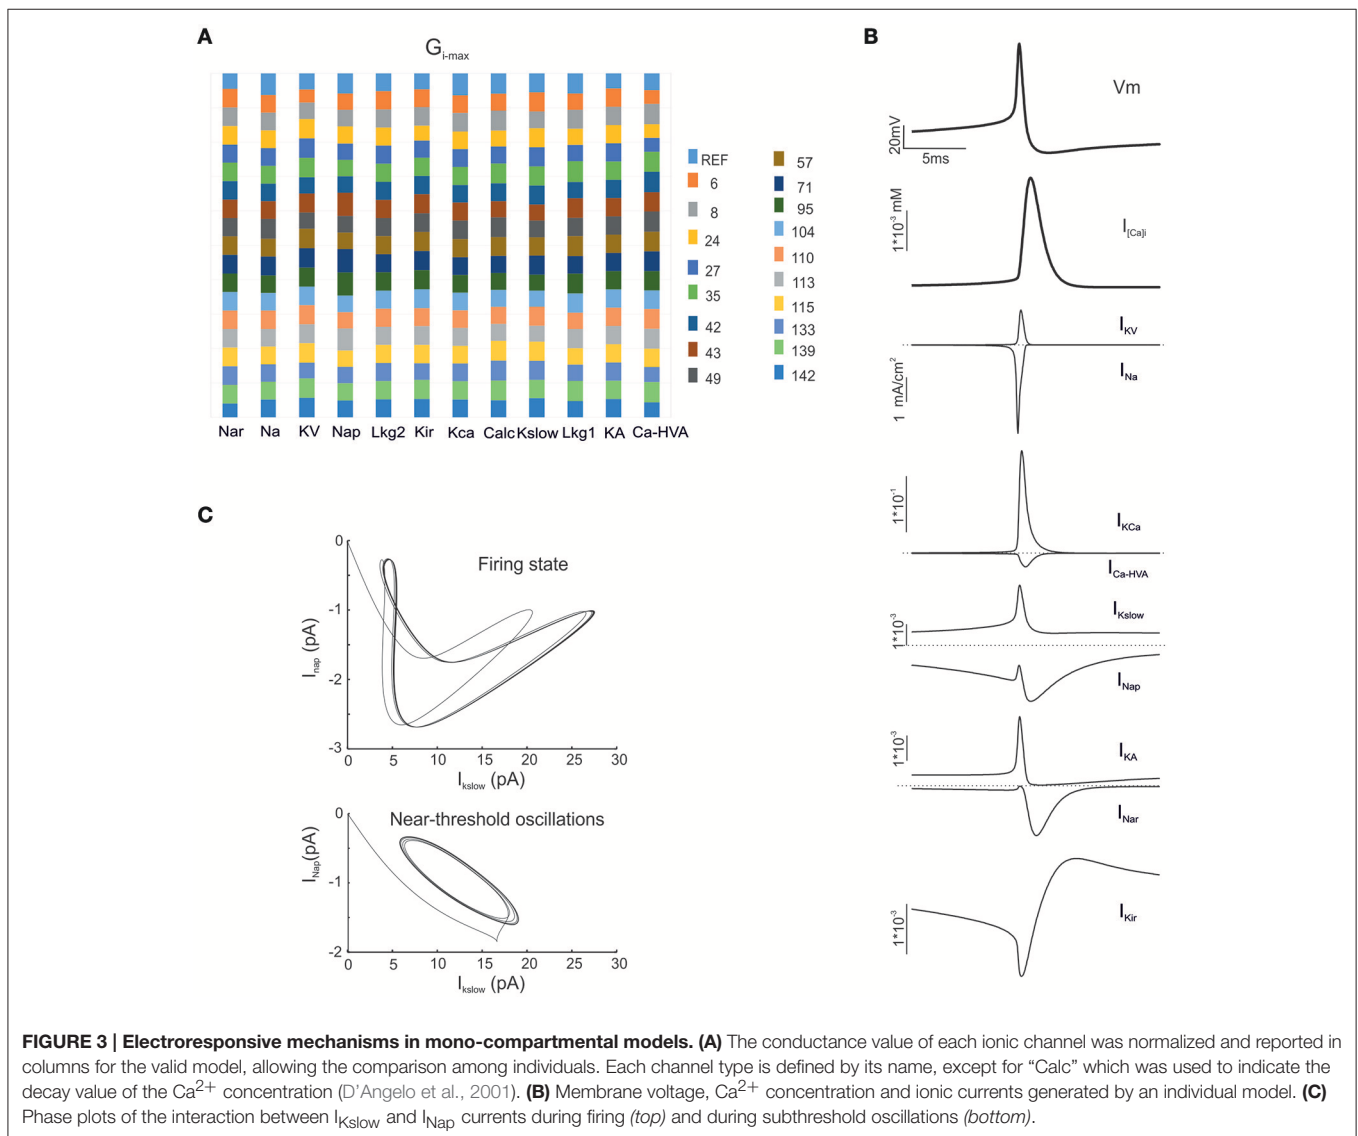 A
G i-max
REF
6
8
24
27
35
42
43
49
57
71
95
104
110
113
115
133
139
142
Nar Na KV Nap Lkg2 Kir Kca Calc Kslow Lkg1 KA Ca-HVA
B
Vm
20mV
5ms
1*10-3 mM
I[Ca]i
IKV
INa
1 mA/cm2
1*10-1
IKCa
ICa-HVA
IKslow
1*10-3
INap
IKA
1*10-3
INar
IKir
1*10-3
C
Firing state
0
-1
-2
-3
Inap (pA)
0 5 10 15 20 25 30
Ikslow (pA)
Near-threshold oscillations
0
-1
-2
INap(pA)
0 5 10 15 20 25 30
Ikslow (pA)
FIGURE 3 | Electroresponsive mechanisms in mono-compartmental models. (A) The conductance value of each ionic channel was normalized and reported in
columns for the valid model, allowing the comparison among individuals. Each channel type is defined by its name, except for “Calc” which was used to indicate the
decay value of the Ca2+ concentration (D’Angelo et al., 2001). (B) Membrane voltage, Ca2+ concentration and ionic currents generated by an individual model. (C)
Phase plots of the interaction between IKslow and INap currents during firing (top) and during subthreshold oscillations (bottom).